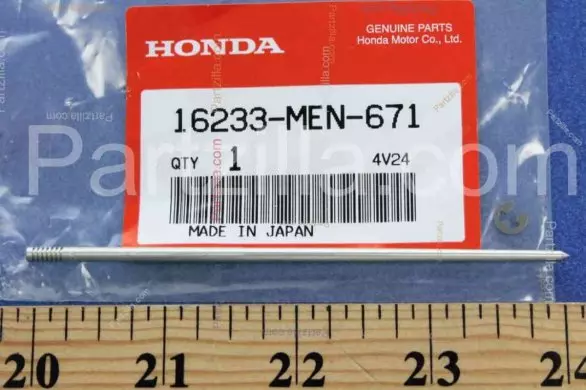 GENUINE PARTS
HONDA Honda Motor Co., Ltd.
16233-MEN-671
QTY 1 4V24
MADE IN JAPAN
Partzilla.com
20 21 22 23 24